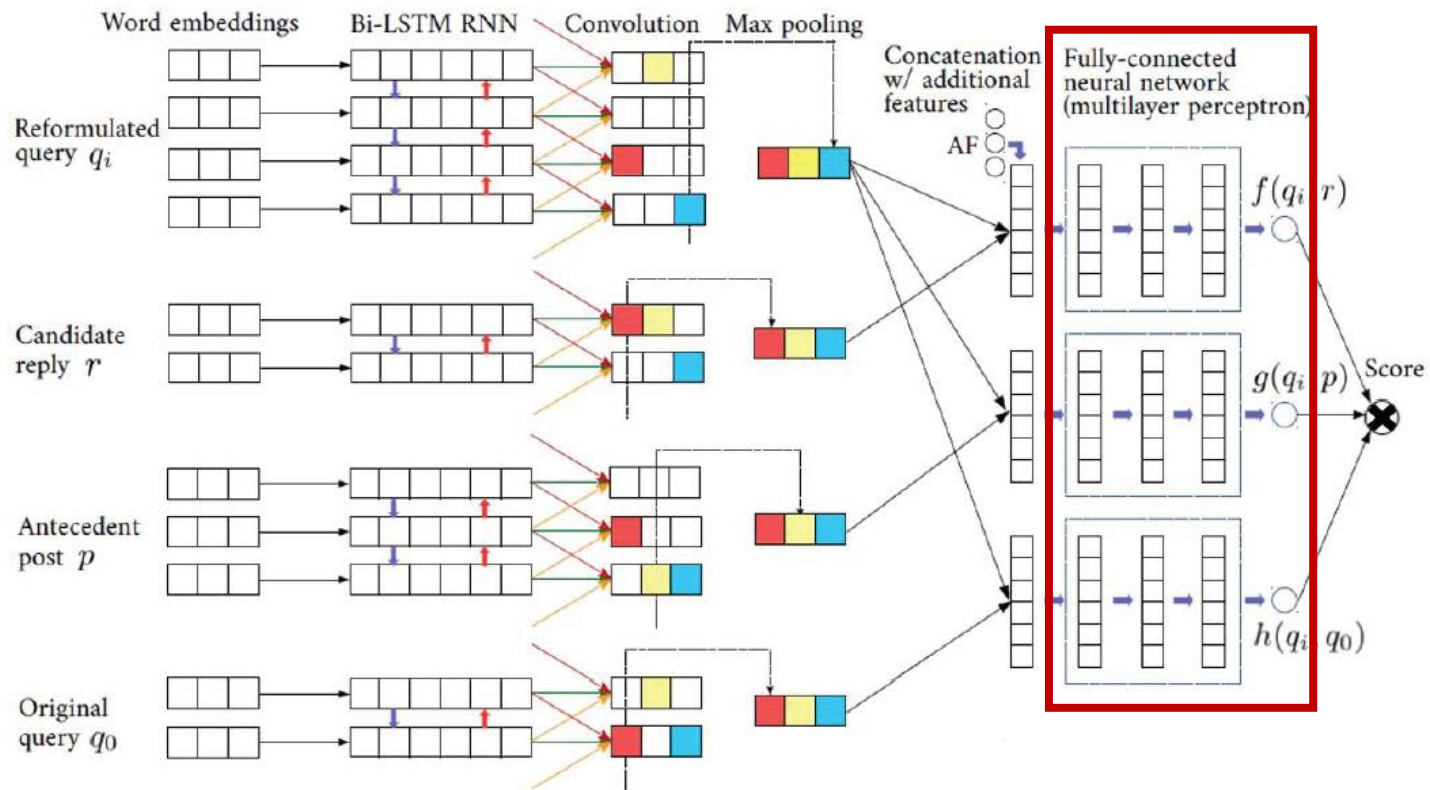 Word embeddings
Bi-LSTM RNN
Convolution
Max pooling
Concatenation
w/ additional
features
AF
Fully-connected
neural network
(multilayer perceptron)
Reformulated
query q_i
Candidate
reply r
Antecedent
post p
Original
query q_0
f(q_i, r)
g(q_i, p)
h(q_i, q_0)
Score